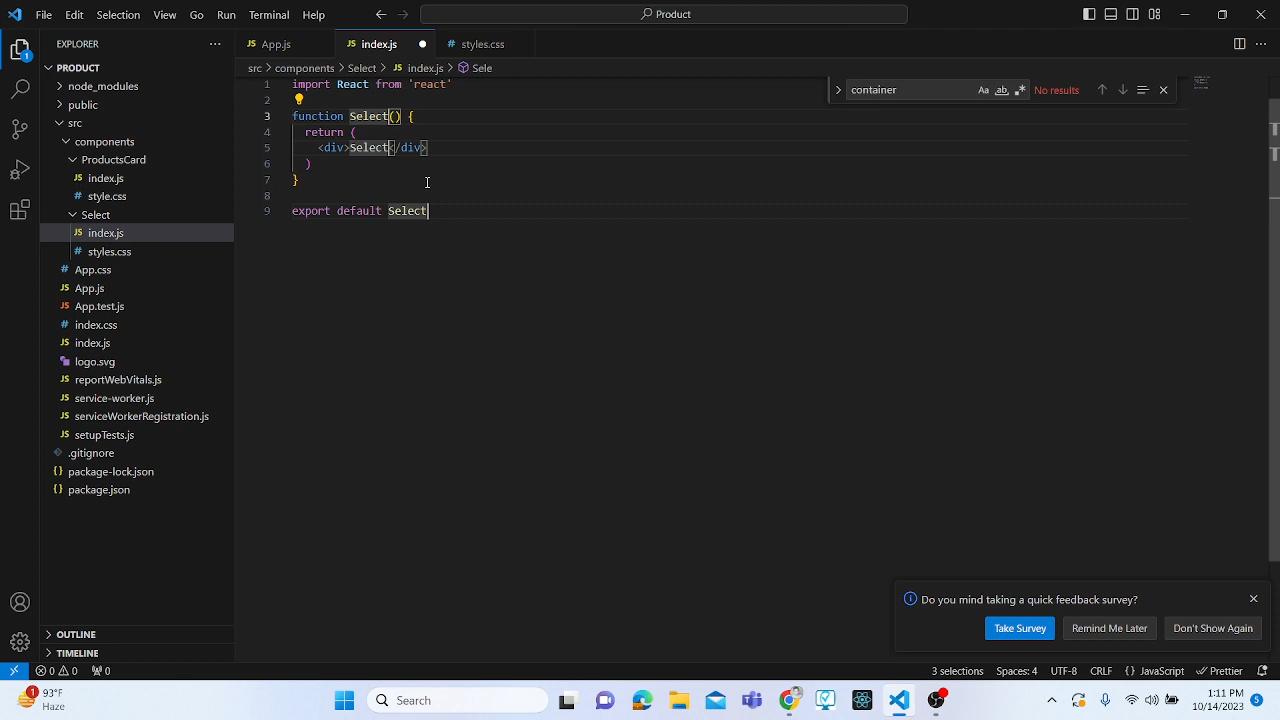 File Edit Selection View Go Run Terminal Help
Product
EXPLORER
App.js
index.js
styles.css
PRODUCT
src
components
Select
index.js
Sele
node_modules
public
src
components
ProductsCard
index.js
style.css
Select
index.js
styles.css
App.css
App.js
App.test.js
index.css
index.js
logo.svg
reportWebVitals.js
service-worker.js
serviceWorkerRegistration.js
setupTests.js
.gitignore
package-lock.json
package.json
OUTLINE
TIMELINE
1 import React from 'react'
2
3 function Select() {
4 return (
5 <div>Select</div>
6 )
7 }
8
9 export default Select
container
Aa
ab
No results
Do you mind taking a quick feedback survey?
Take Survey
Remind Me Later
Don't Show Again
0 0 0
3 selections
Spaces: 4
UTF-8
CRLF
{} JavaScript
Prettier
1
93°F
Haze
Search
1:11 PM
10/14/2023
5